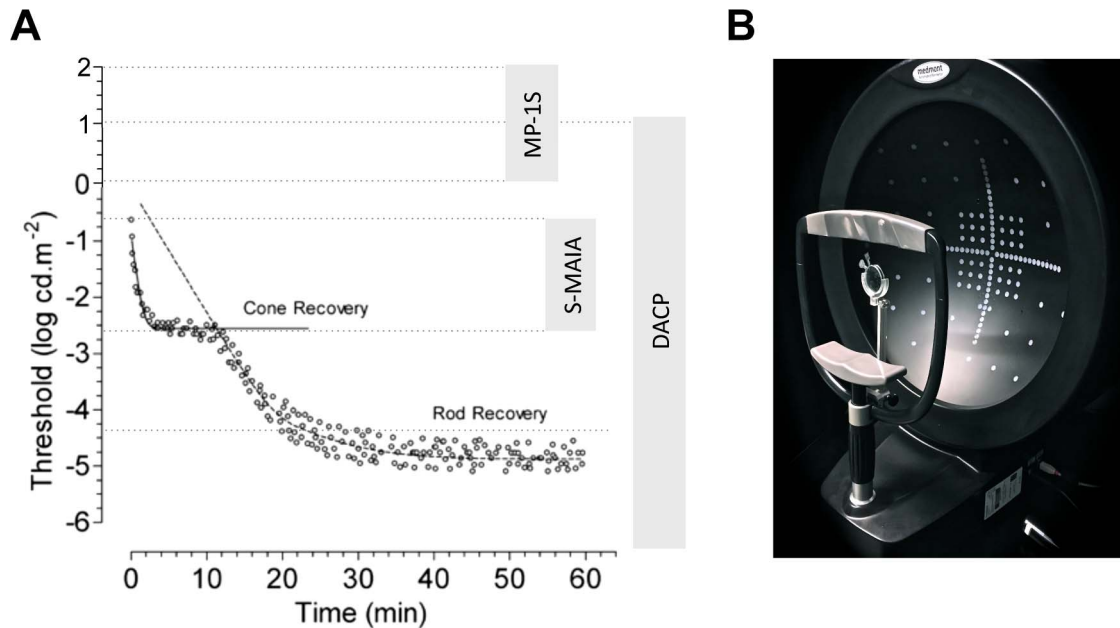 A
B
2
1
0
-1
-2
-3
-4
-5
-6
Threshold (log cd.m⁻²)
Cone Recovery
Rod Recovery
MP-1S
S-MAIA
DACP
0 10 20 30 40 50 60
Time (min)
medmont